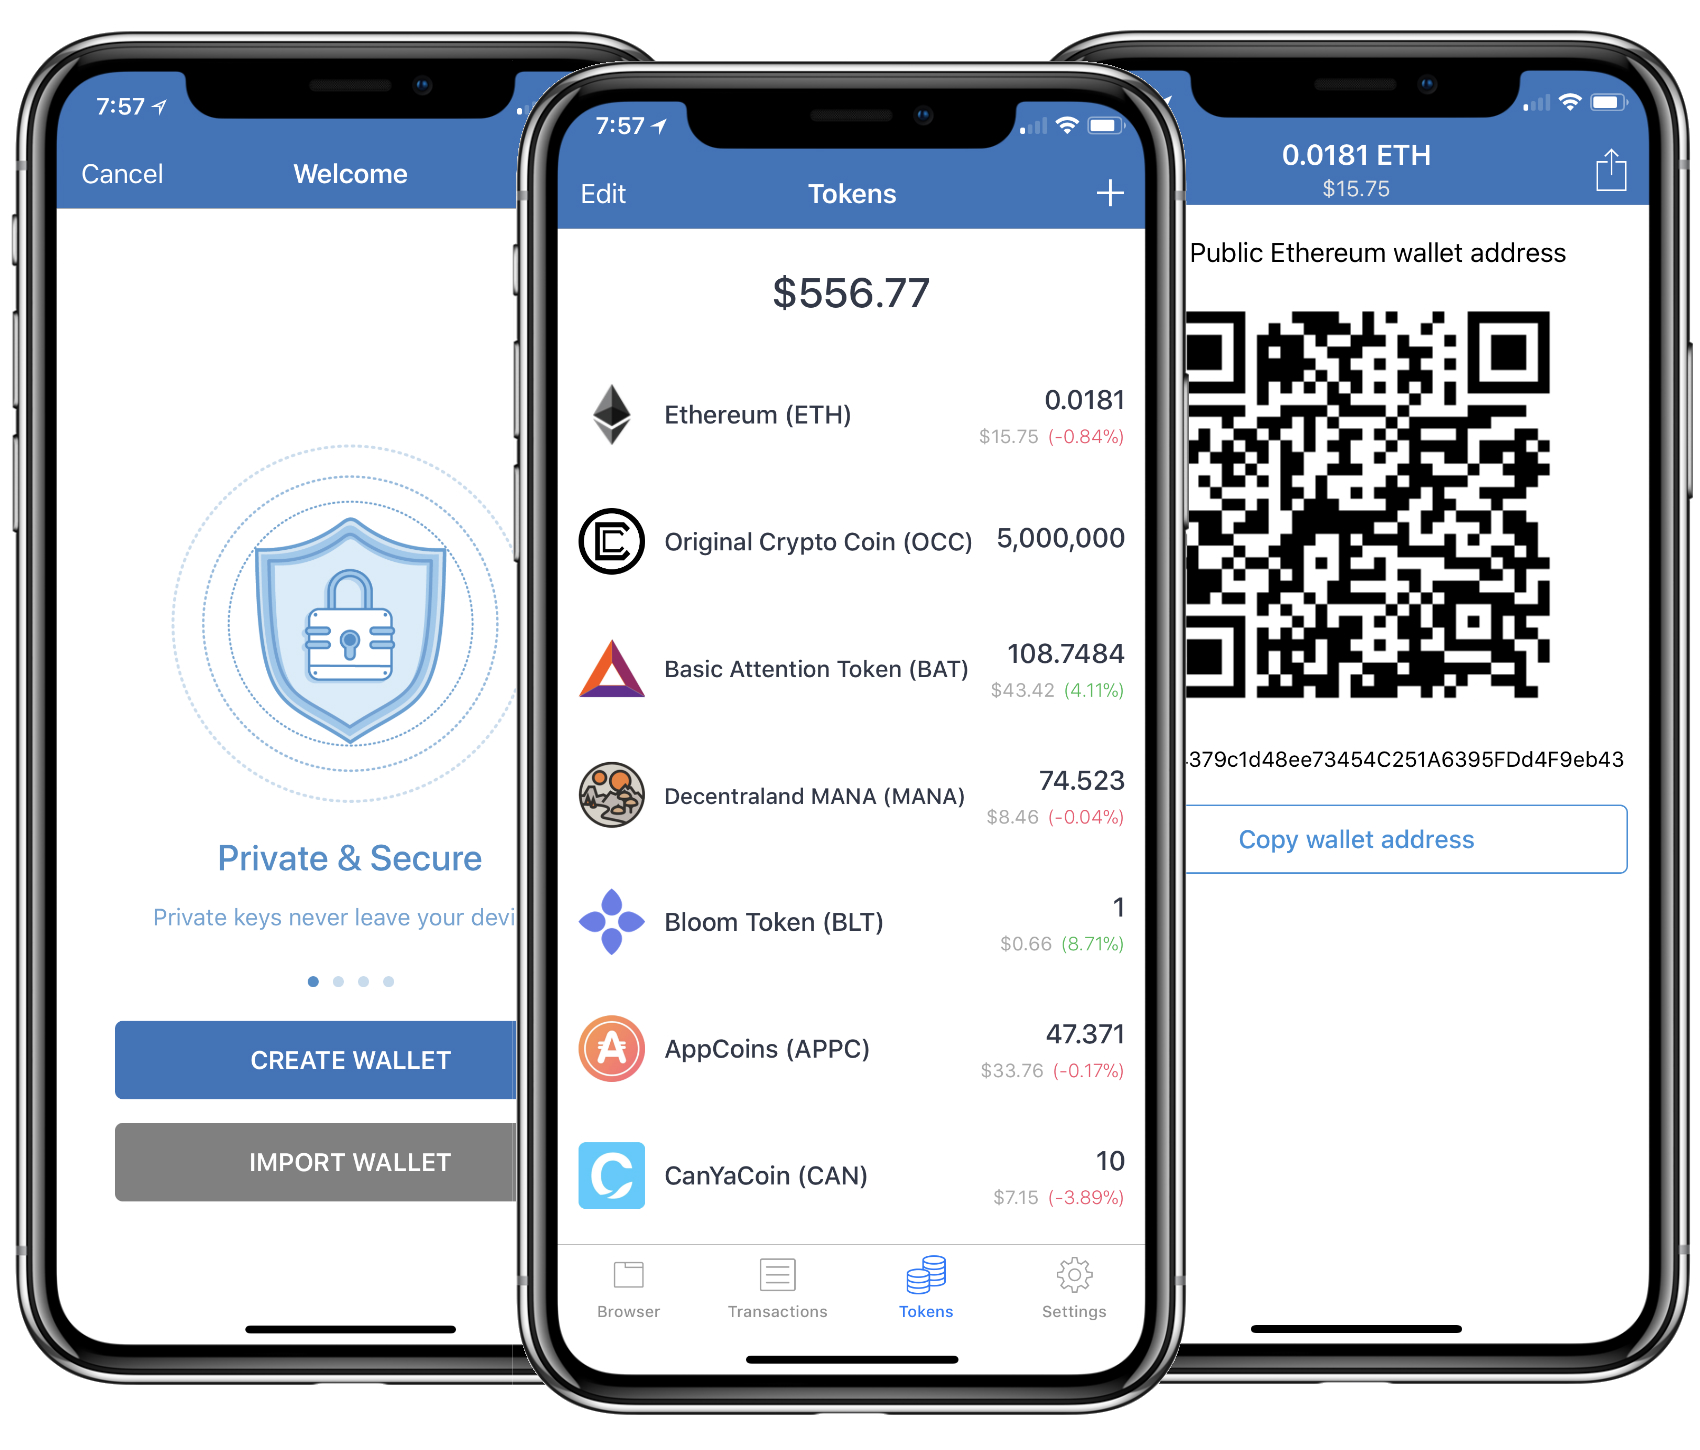 7:57
Cancel
Welcome
Private & Secure
Private keys never leave your devi
CREATE WALLET
IMPORT WALLET
7:57
Edit
Tokens
+
$556.77
Ethereum (ETH)
0.0181
$15.75 (-0.84%)
Original Crypto Coin (OCC)
5,000,000
Basic Attention Token (BAT)
108.7484
$43.42 (4.11%)
Decentraland MANA (MANA)
74.523
$8.46 (-0.04%)
Bloom Token (BLT)
1
$0.66 (8.71%)
AppCoins (APPC)
47.371
$33.76 (-0.17%)
CanYaCoin (CAN)
10
$7.15 (-3.89%)
Browser
Transactions
Tokens
Settings
0.0181 ETH
$15.75
Public Ethereum wallet address
379c1d48ee73454C251A6395FDd4F9eb43
Copy wallet address